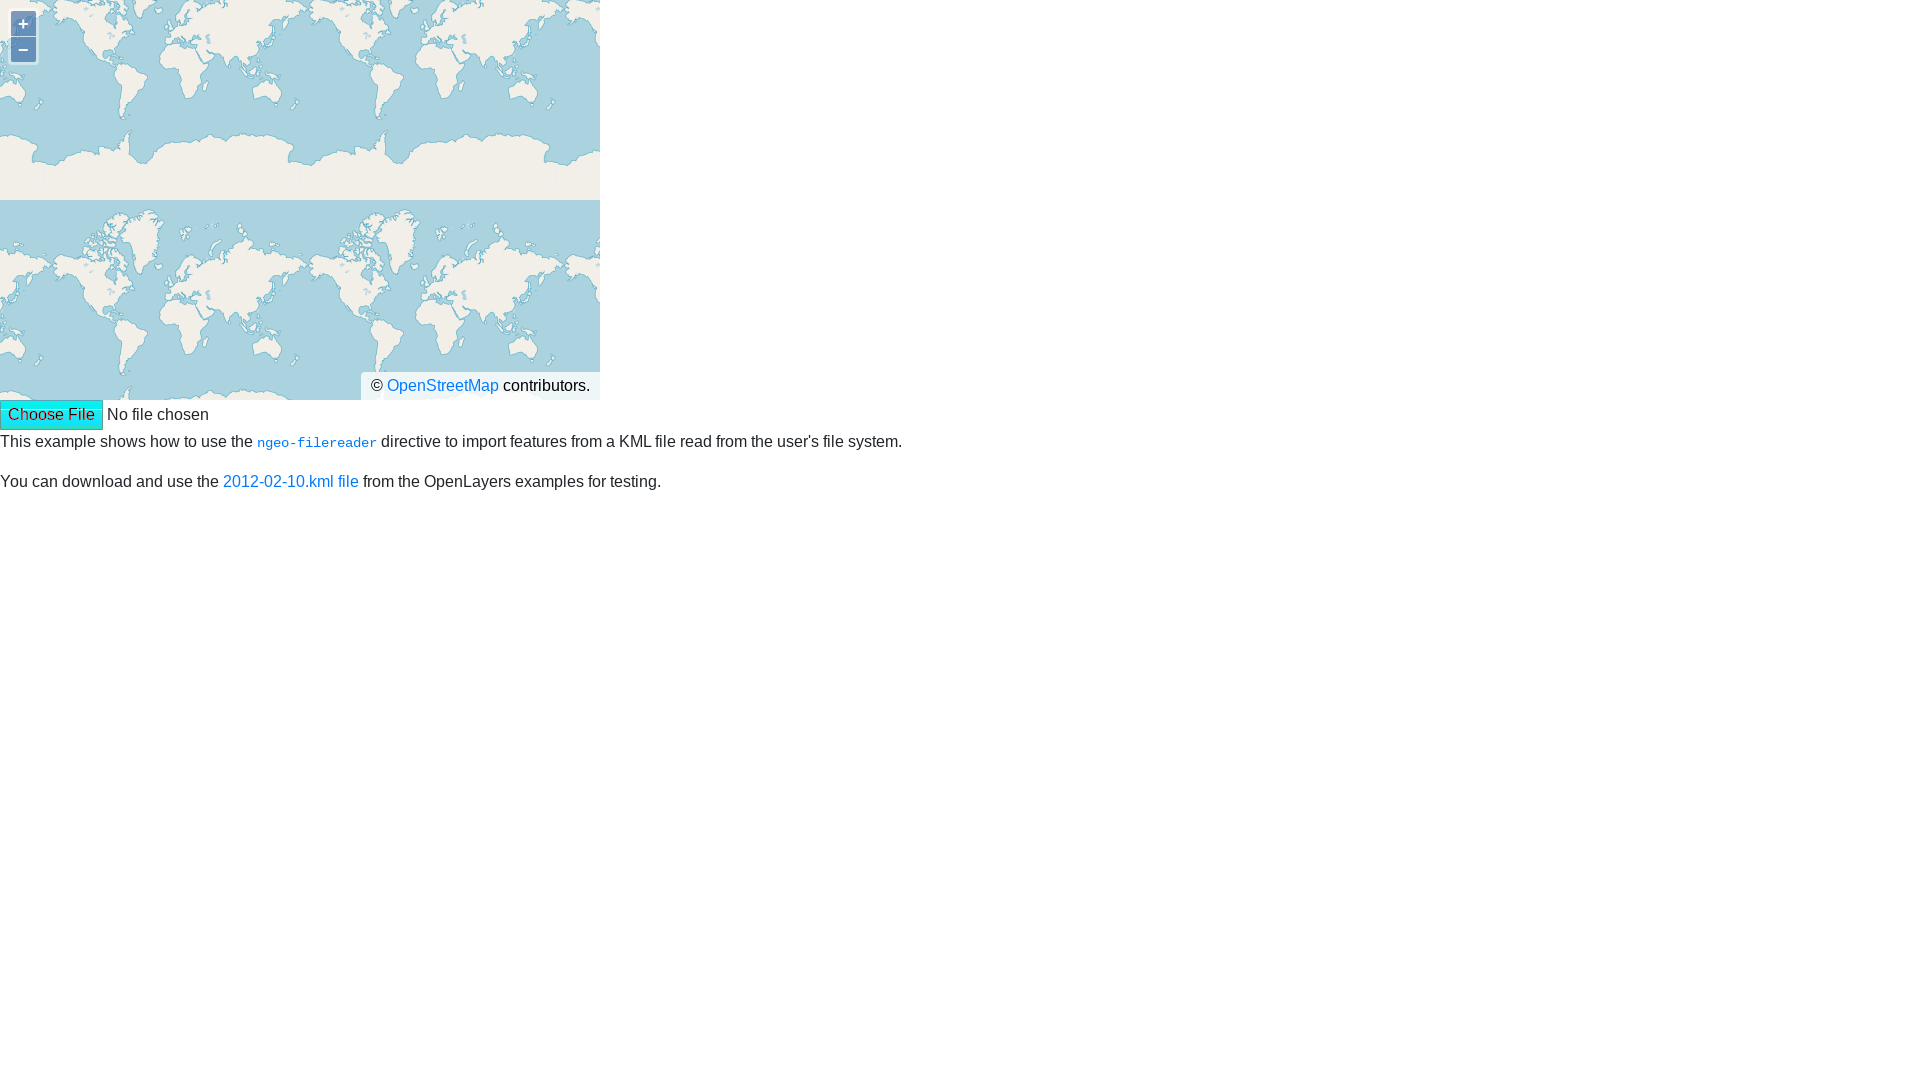 +
−
© OpenStreetMap contributors.
Choose File No file chosen
This example shows how to use the ngeo-filereader directive to import features from a KML file read from the user's file system.
You can download and use the 2012-02-10.kml file from the OpenLayers examples for testing.